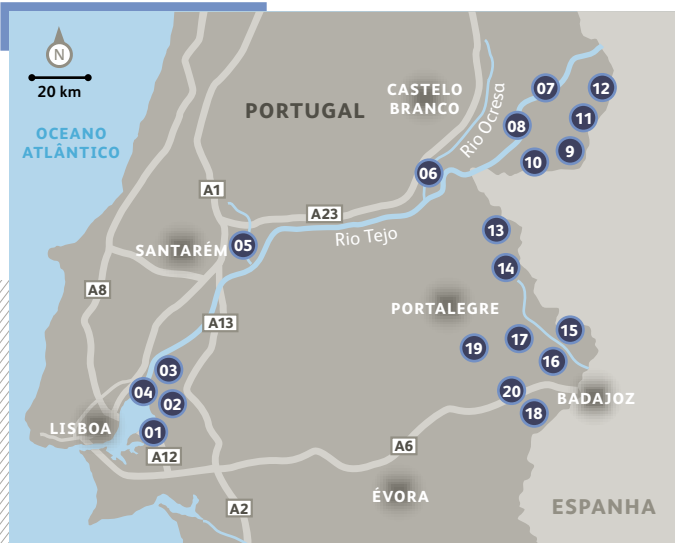 N
20 km
OCEANO
ATLÂNTICO
PORTUGAL
CASTELO
BRANCO
Rio Ocresa
07
12
08
11
9
10
06
A1
A23
Rio Tejo
SANTARÉM
05
13
14
A8
A13
PORTALEGRE
15
17
19
16
03
04
02
20
BADAJOZ
18
LISBOA
01
A12
A6
ÉVORA
A2
ESPANHA